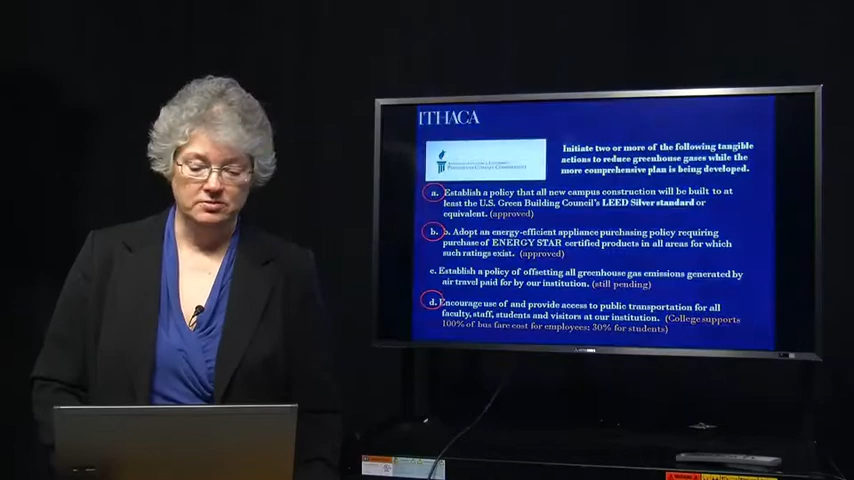 ITHACA
Initiate two or more of the following tangible
actions to reduce greenhouse gases while the
more comprehensive plan is being developed.
a. Establish a policy that all new campus construction will be built to at
least the U.S. Green Building Council's LEED Silver standard or
equivalent. (approved)
b. b. Adopt an energy-efficient appliance purchasing policy requiring
purchase of ENERGY STAR certified products in all areas for which
such ratings exist. (approved)
c. Establish a policy of offsetting all greenhouse gas emissions generated by
air travel paid for by our institution. (still pending)
d. Encourage use of and provide access to public transportation for all
faculty, staff, students and visitors at our institution. (College supports
100% of bus fare cost for employees: 30% for students)